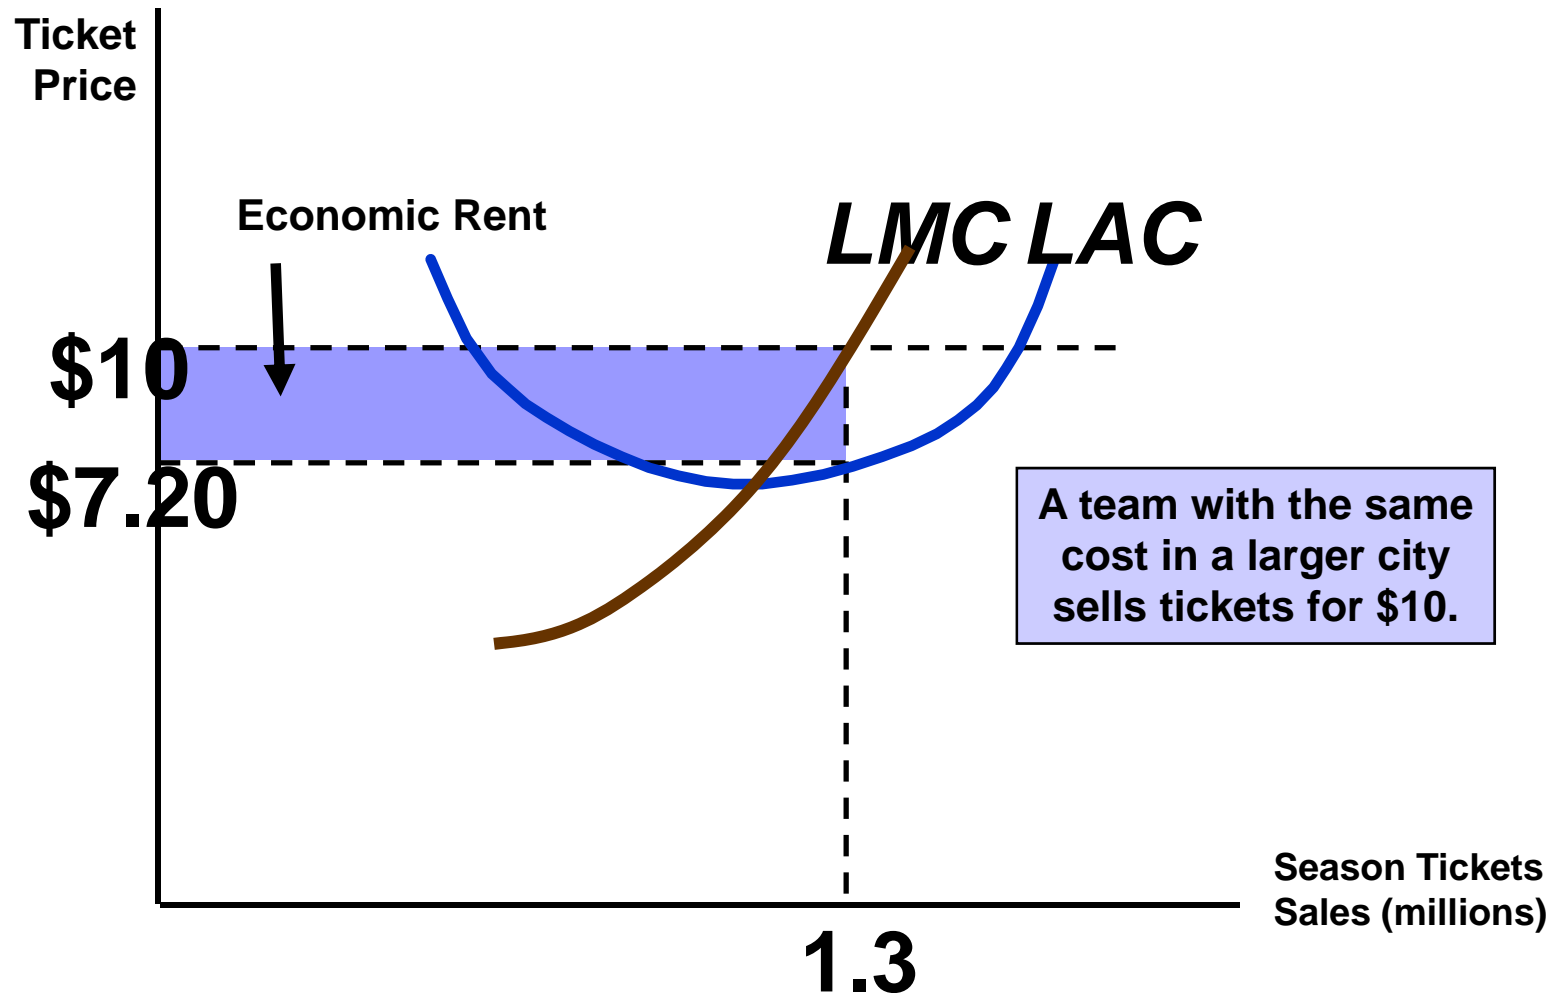 Ticket
Price
Economic Rent
LMC LAC
$10
$7.20
A team with the same
cost in a larger city
sells tickets for $10.
Season Tickets
Sales (millions)
1.3